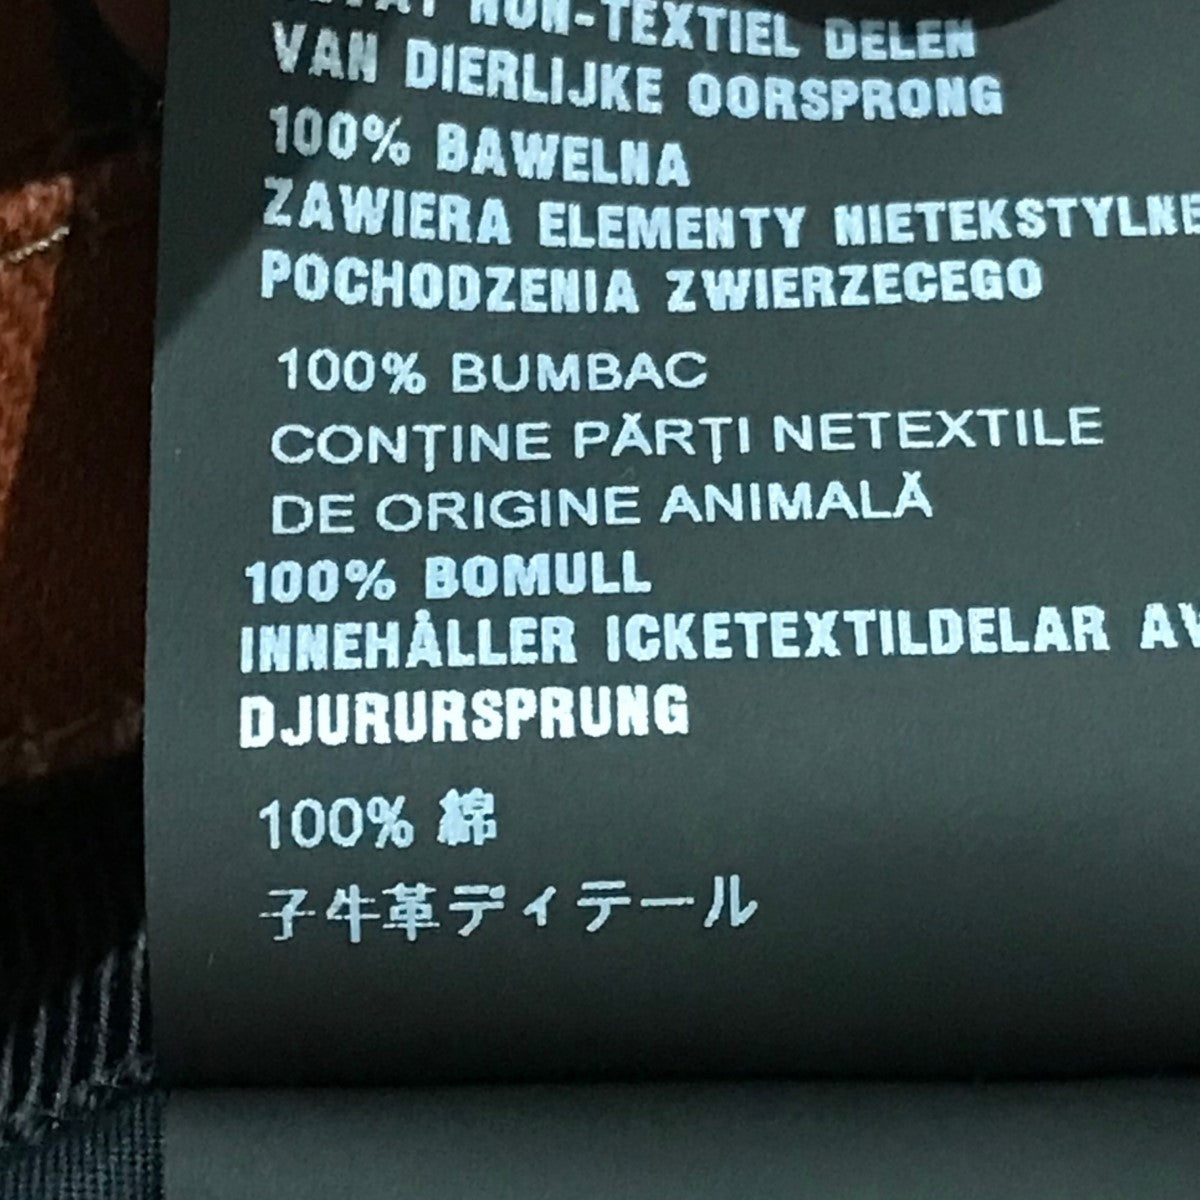 NON-TEXTIEL DELEN
VAN DIERLIJKE OORSPRONG
100% BAWELNA
ZAWIERA ELEMENTY NIETEKSTYLNE
POCHODZENIA ZWIERZECEGO
100% BUMBAC
CONȚINE PĂRȚI NETEXTILE
DE ORIGINE ANIMALĂ
100% BOMULL
INNEHÅLLER ICKETEXTILDELAR AV
DJURURSPRUNG
100% 綿
子牛革ディテール